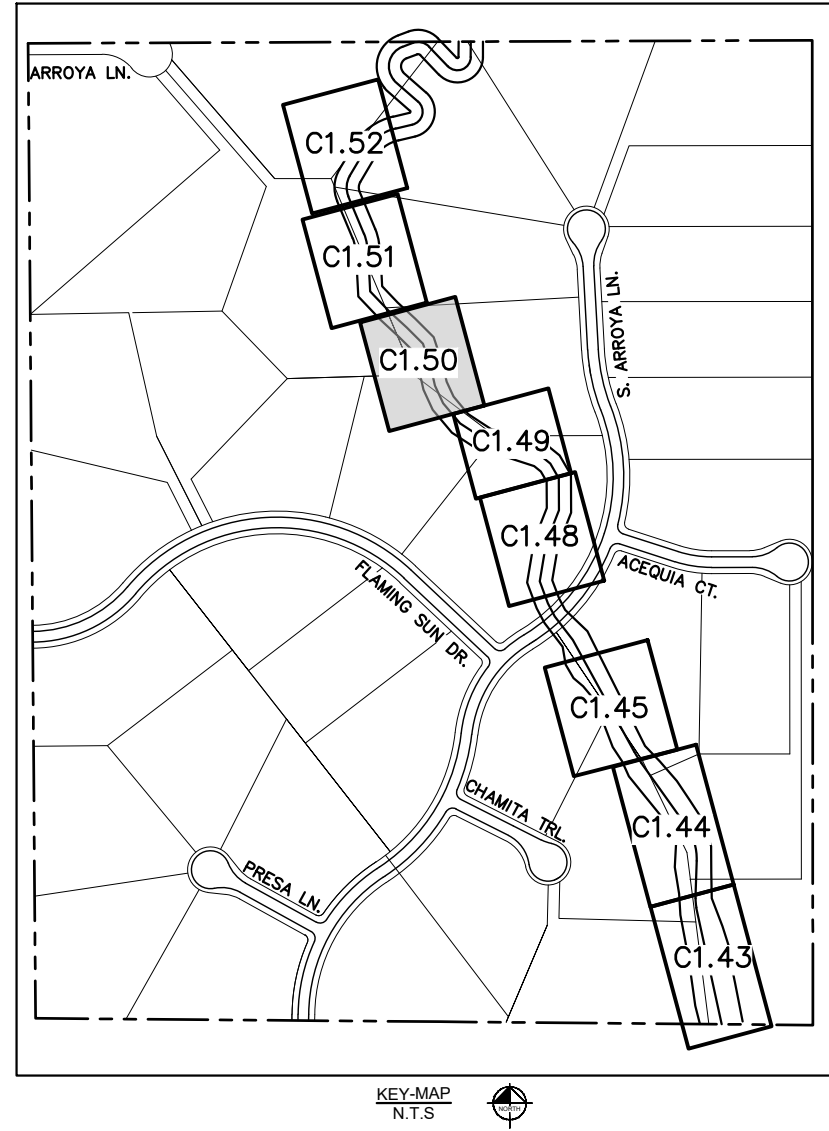 ARROYA LN.
C1.52
C1.51
S. ARROYA LN.
C1.50
C1.49
C1.48
ACEQUIA CT.
FLAMING SUN DR.
C1.45
CHAMITA TRL.
C1.44
PRESA LN.
C1.43
KEY-MAP
N.T.S
NORTH